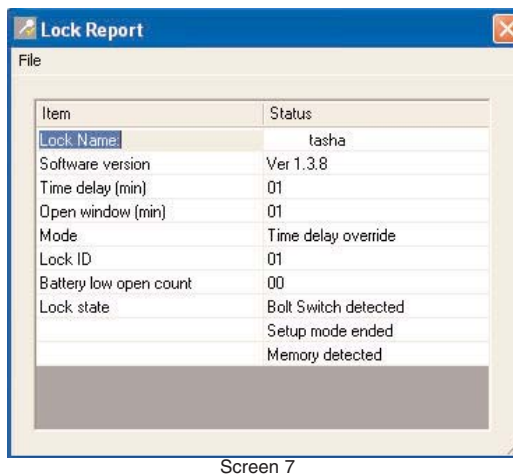 Lock Report
File
Item Status
Lock Name: tasha
Software version Ver 1.3.8
Time delay (min) 01
Open window (min) 01
Mode Time delay override
Lock ID 01
Battery low open count 00
Lock state Bolt Switch detected
Setup mode ended
Memory detected
Screen 7